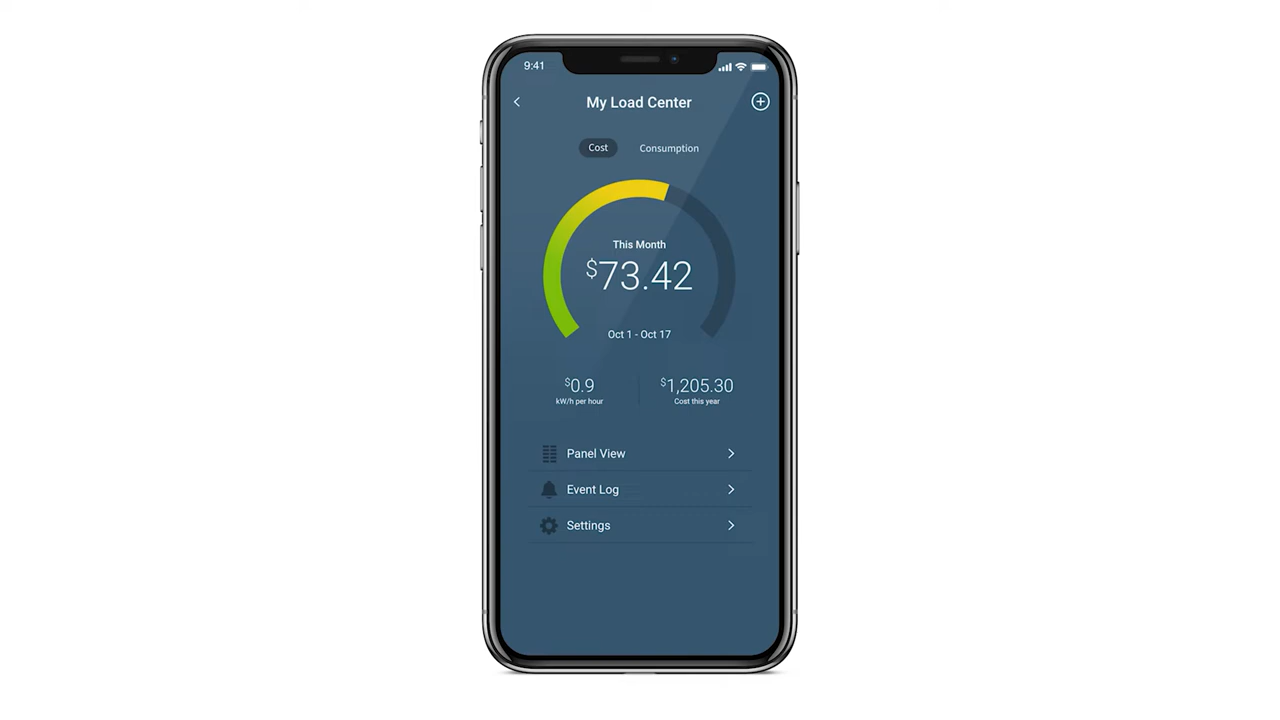 9:41
My Load Center
Cost Consumption
This Month
$73.42
Oct 1 - Oct 17
$0.9 $1,205.30
kW/h per hour Cost this year
Panel View
Event Log
Settings